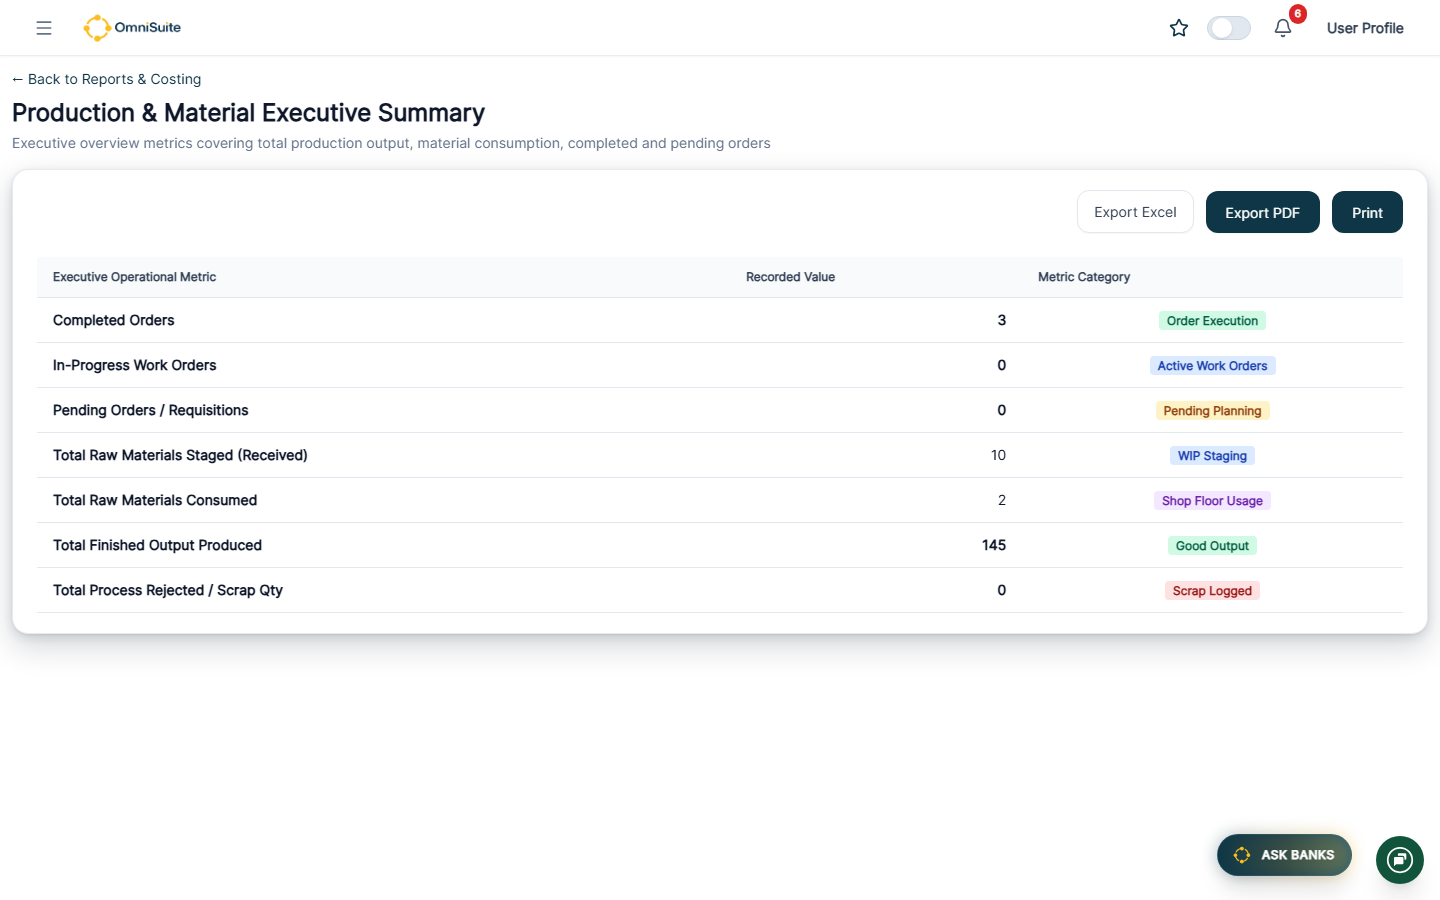 OmniSuite
6
User Profile
← Back to Reports & Costing
Production & Material Executive Summary
Executive overview metrics covering total production output, material consumption, completed and pending orders
Export Excel
Export PDF
Print
Executive Operational Metric Recorded Value Metric Category
Completed Orders 3 Order Execution
In-Progress Work Orders 0 Active Work Orders
Pending Orders / Requisitions 0 Pending Planning
Total Raw Materials Staged (Received) 10 WIP Staging
Total Raw Materials Consumed 2 Shop Floor Usage
Total Finished Output Produced 145 Good Output
Total Process Rejected / Scrap Qty 0 Scrap Logged
ASK BANKS